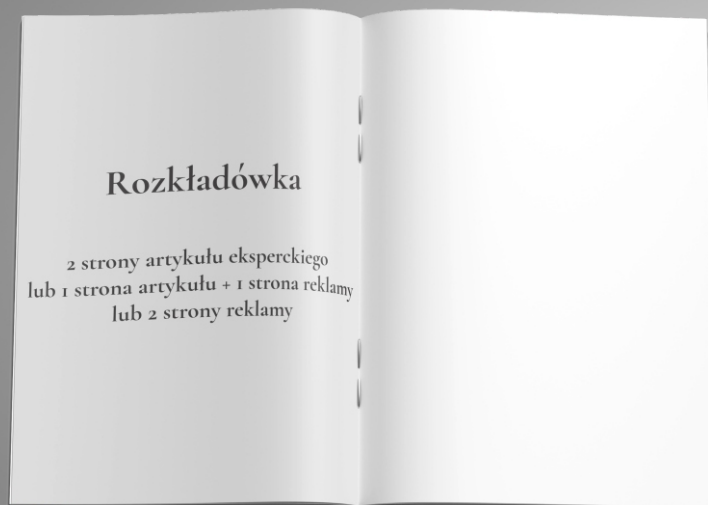 Rozkładówka
2 strony artykułu eksperckiego
lub 1 strona artykułu + 1 strona reklamy
lub 2 strony reklamy